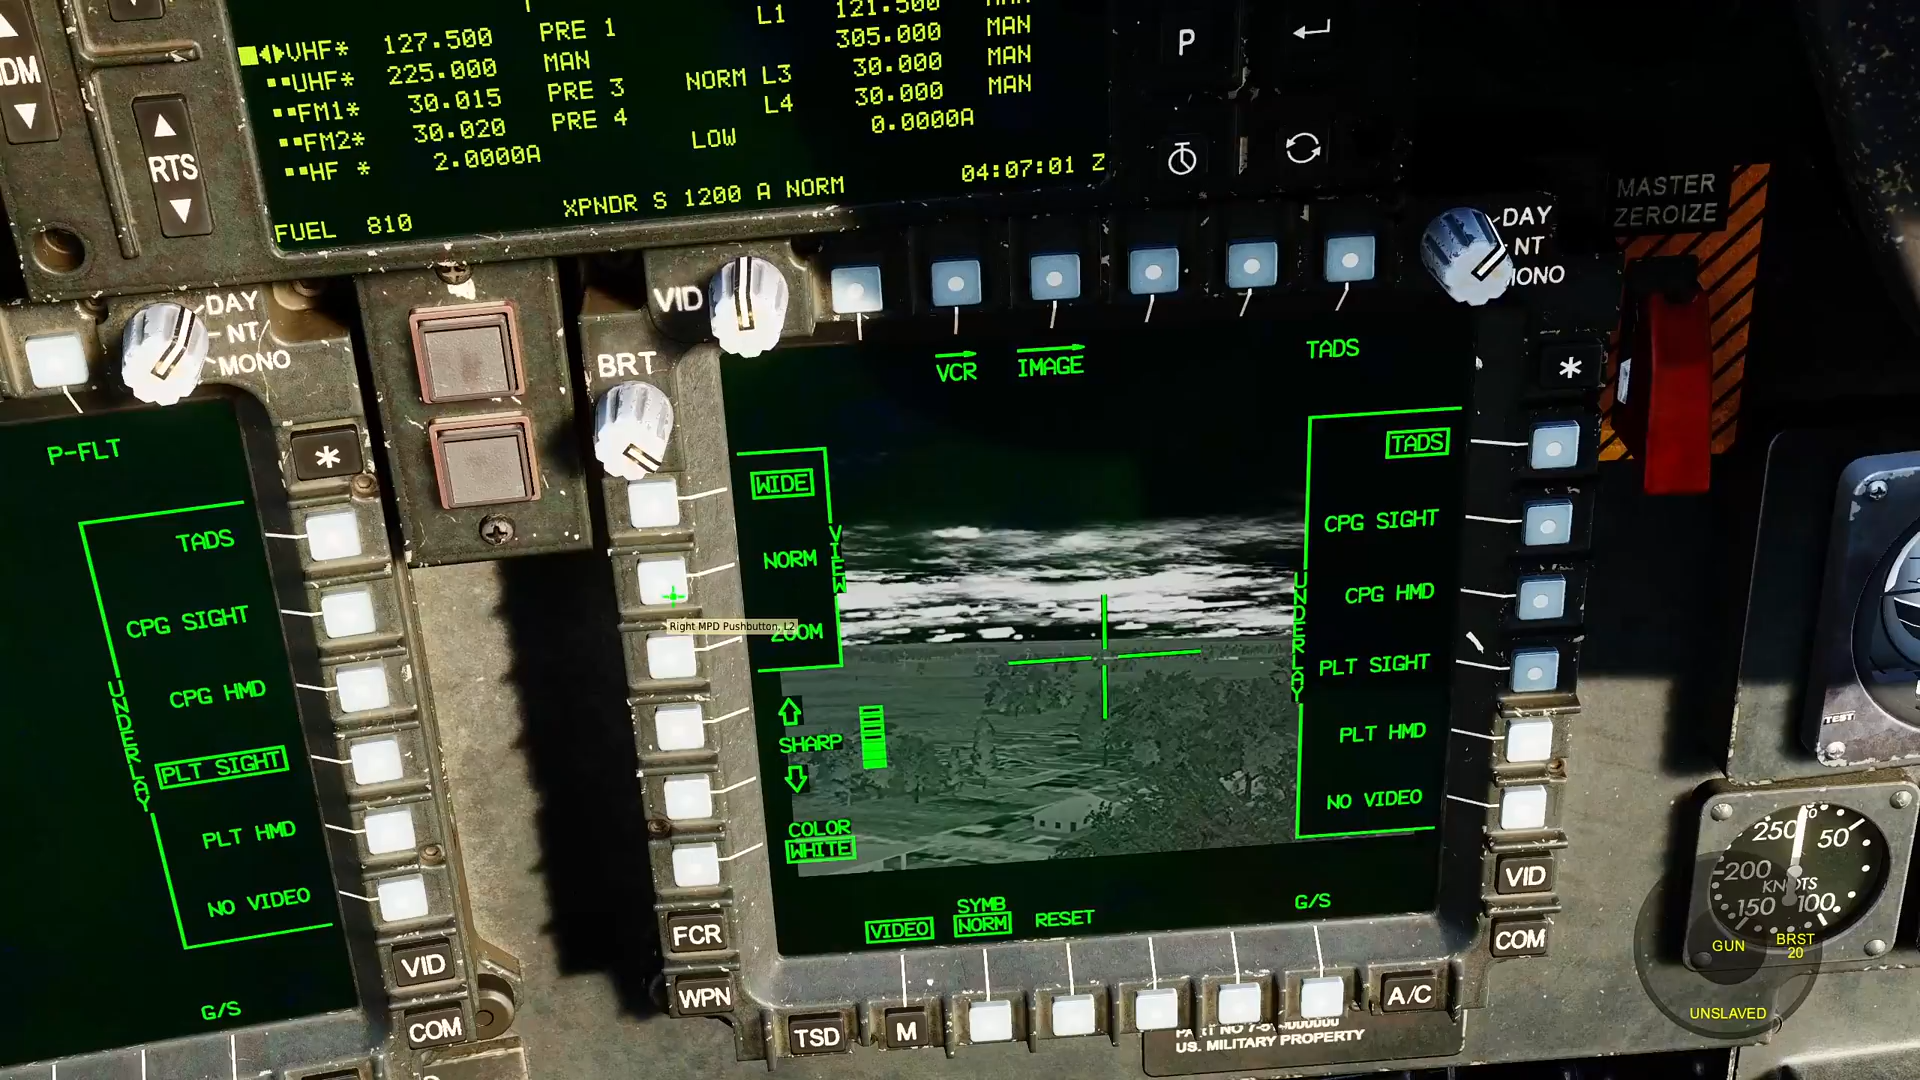 VHF* 127.500 PRE 1 L1 121.500 MAN
UHF* 225.000 MAN 305.000 MAN
FM1* 30.015 PRE 3 NORM L3 30.000 MAN
FM2* 30.020 PRE 4 L4 30.000 MAN
HF * 2.0000A LOW 0.0000A
FUEL 810 XPNDR S 1200 A NORM 04:07:01 Z
RTS
P
MASTER
ZEROIZE
DAY
NT
MONO
VID
BRT
DAY
NT
P-FLT
TADS
CPG SIGHT
CPG HMD
PLT SIGHT
PLT HMD
NO VIDEO
UNDERLAY
G/S
VID
COM
VCR
IMAGE
TADS
WIDE
NORM
ZOOM
VIEW
Right MPD Pushbutton, L2
SHARP
COLOR
WHITE
VIDEO
SYMB
NORM
RESET
G/S
TADS
CPG SIGHT
CPG HMD
PLT SIGHT
PLT HMD
NO VIDEO
UNDERLAY
*
*
FCR
WPN
TSD
M
A/C
VID
COM
US. MILITARY PROPERTY
TEST
250
50
200
KNOTS
150
100
GUN
BRST
20
UNSLAVED